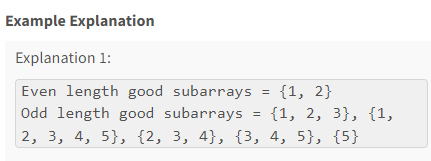 Example Explanation
Explanation 1:
Even length good subarrays = {1, 2}
Odd length good subarrays = {1, 2, 3}, {1,
2, 3, 4, 5}, {2, 3, 4}, {3, 4, 5}, {5}